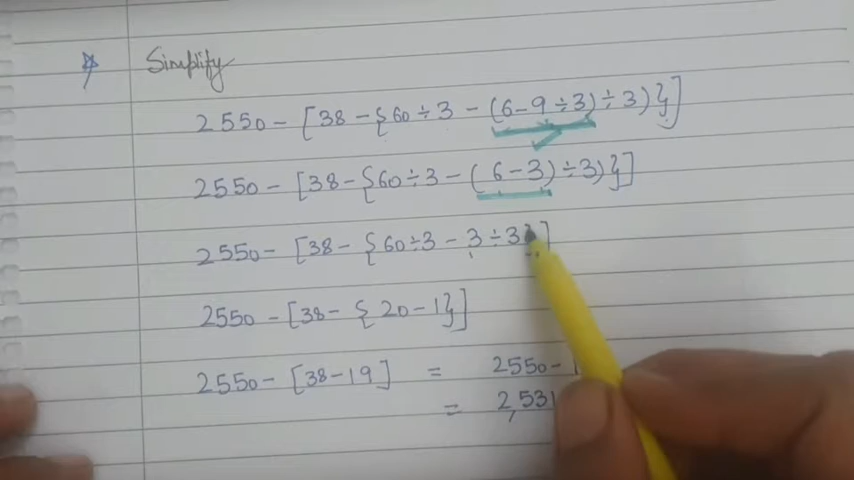 Simplify
2550 - [38 - {60 ÷ 3 - (6 - 9 ÷ 3) ÷ 3)}]
2550 - [38 - {60 ÷ 3 - (6 - 3) ÷ 3)}]
2550 - [38 - {60 ÷ 3 - 3 ÷ 3}]
2550 - [38 - {20 - 1}]
2550 - [38 - 19] = 2550 -
= 2,531